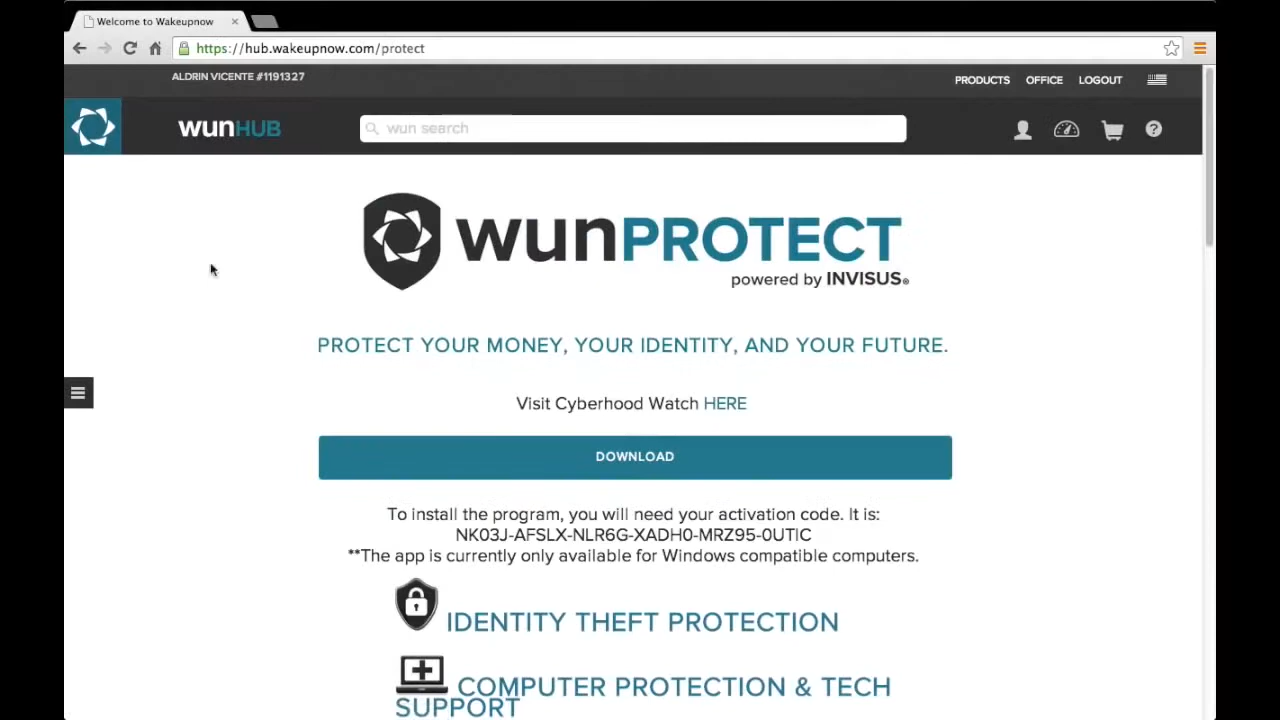 Welcome to Wakeupnow
https://hub.wakeupnow.com/protect
ALDRIN VICENTE #1191327
PRODUCTS OFFICE LOGOUT
wunHUB
wun search
wunPROTECT
powered by INVISUS®
PROTECT YOUR MONEY, YOUR IDENTITY, AND YOUR FUTURE.
Visit Cyberhood Watch HERE
DOWNLOAD
To install the program, you will need your activation code. It is:
NK03J-AFSLX-NLR6G-XADH0-MRZ95-0UTIC
**The app is currently only available for Windows compatible computers.
IDENTITY THEFT PROTECTION
COMPUTER PROTECTION & TECH
SUPPORT